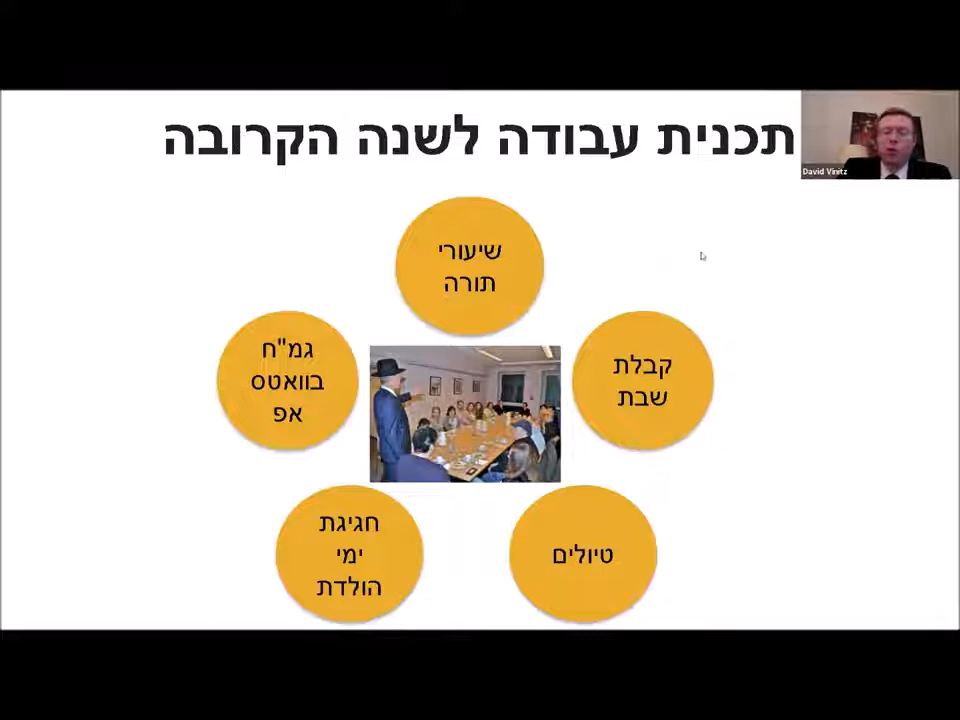 תכנית עבודה לשנה הקרובה
David Vinitz
שיעורי
תורה
קבלת
שבת
טיולים
חגיגת
ימי
הולדת
גמ"ח
בוואטס
אפ